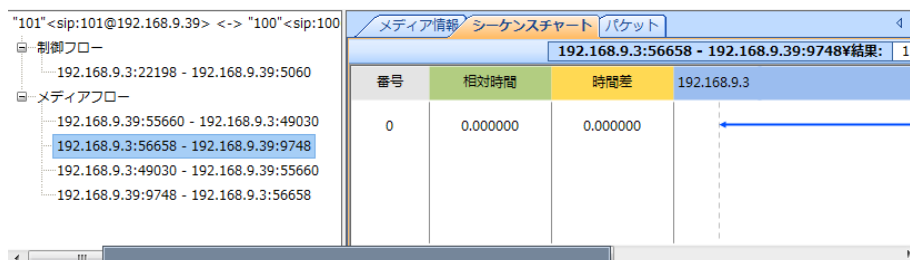 "101"<sip:101@192.168.9.39> <-> "100"<sip:100
制御フロー
192.168.9.3:22198 - 192.168.9.39:5060
メディアフロー
192.168.9.39:55660 - 192.168.9.3:49030
192.168.9.3:56658 - 192.168.9.39:9748
192.168.9.3:49030 - 192.168.9.39:55660
192.168.9.39:9748 - 192.168.9.3:56658
メディア情報 シーケンスチャート パケット
192.168.9.3:56658 - 192.168.9.39:9748¥結果: 1
番号 相対時間 時間差 192.168.9.3
0 0.000000 0.000000